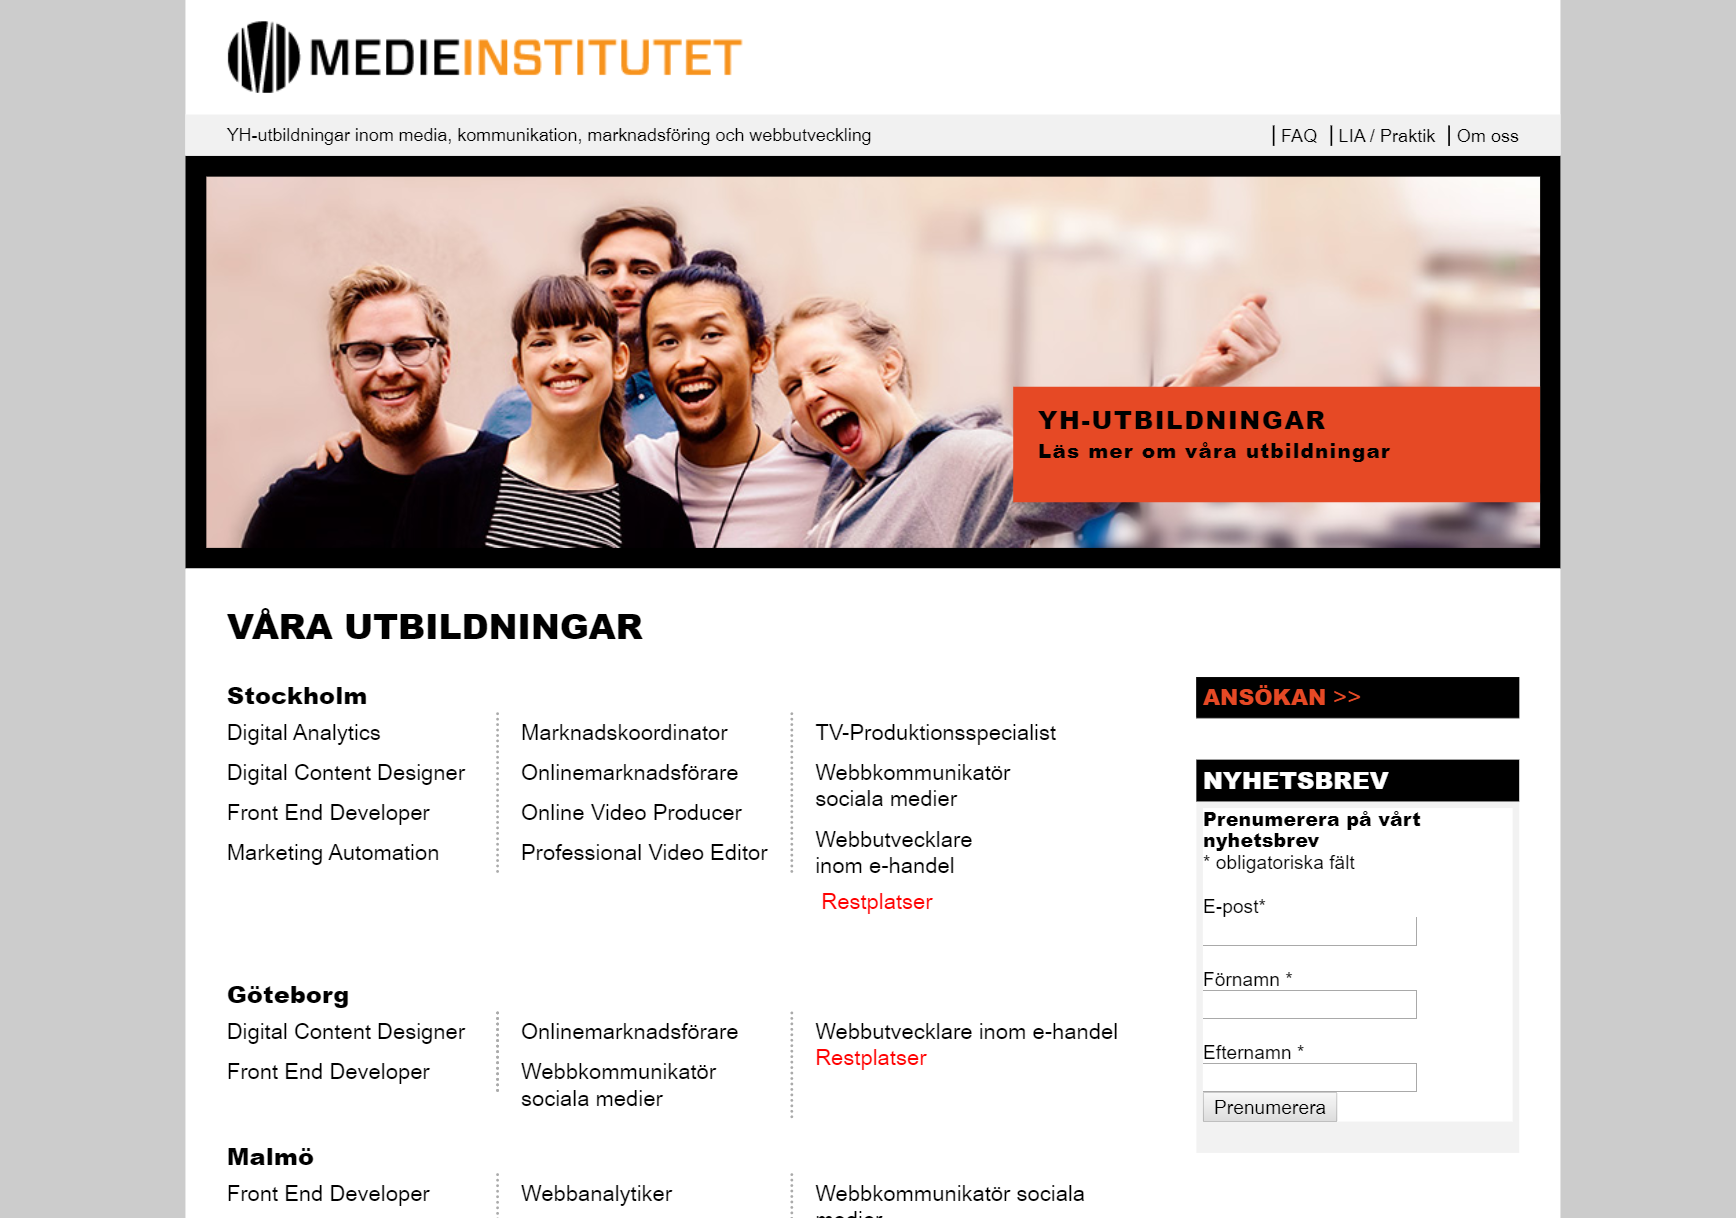 MEDIEINSTITUTET
YH-utbildningar inom media, kommunikation, marknadsföring och webbutveckling
| FAQ | LIA / Praktik | Om oss
YH-UTBILDNINGAR
Läs mer om våra utbildningar
VÅRA UTBILDNINGAR
Stockholm
Digital Analytics
Digital Content Designer
Front End Developer
Marketing Automation
Marknadskoordinator
Onlinemarknadsförare
Online Video Producer
Professional Video Editor
TV-Produktionsspecialist
Webbkommunikatör
sociala medier
Webbutvecklare
inom e-handel
Restplatser
Göteborg
Digital Content Designer
Front End Developer
Onlinemarknadsförare
Webbkommunikatör
sociala medier
Webbutvecklare inom e-handel
Restplatser
Malmö
Front End Developer
Webbanalytiker
Webbkommunikatör sociala
ANSÖKAN >>
NYHETSBREV
Prenumerera på vårt
nyhetsbrev
* obligatoriska fält
E-post*
Förnamn *
Efternamn *
Prenumerera